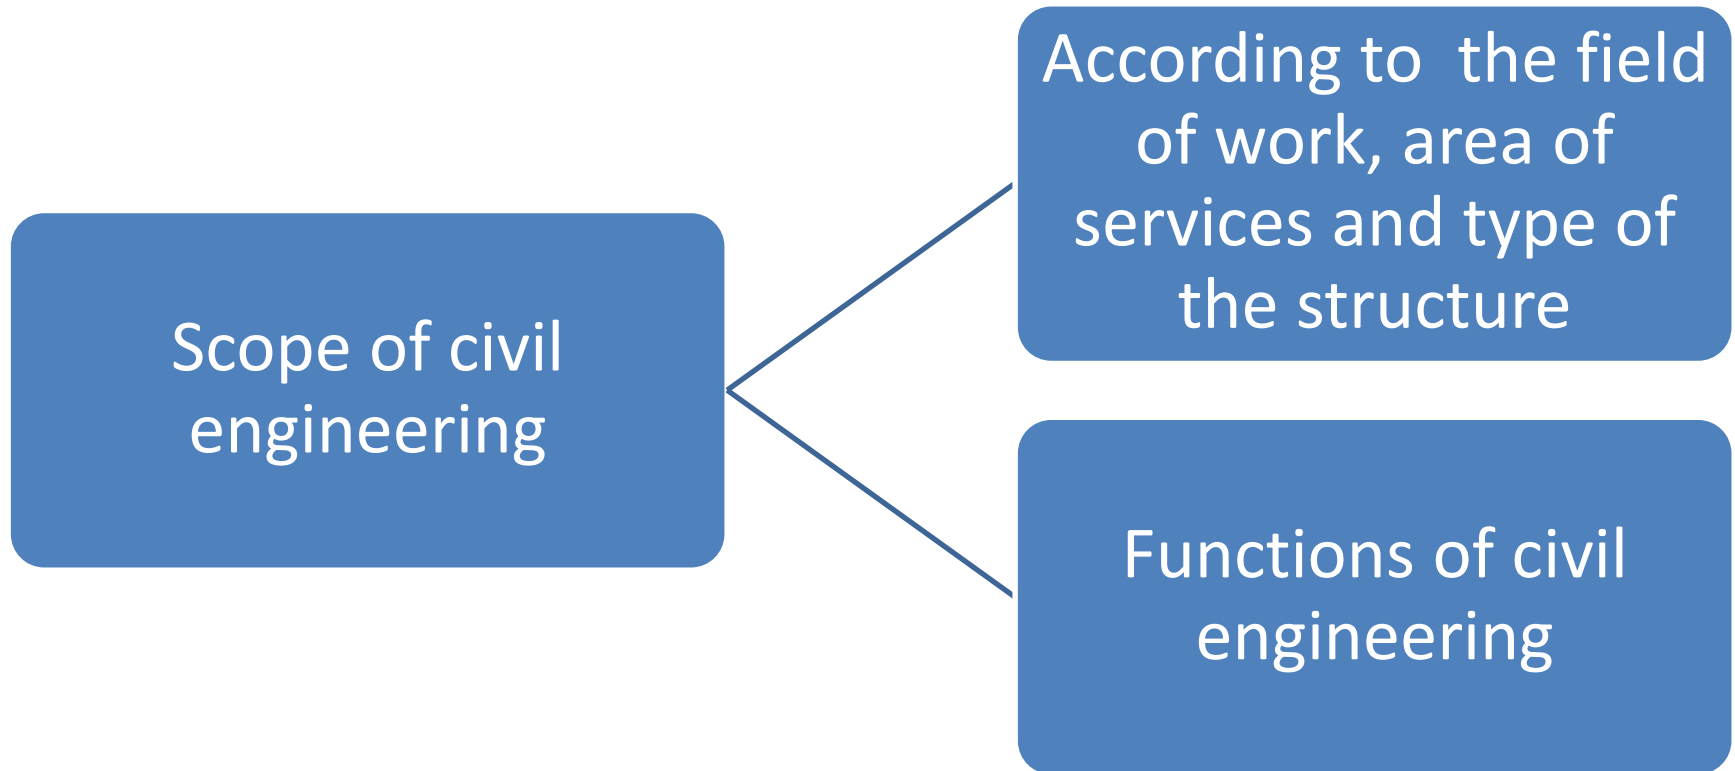 Scope of civil
engineering
According to  the field
of work, area of
services and type of
the structure
Functions of civil
engineering